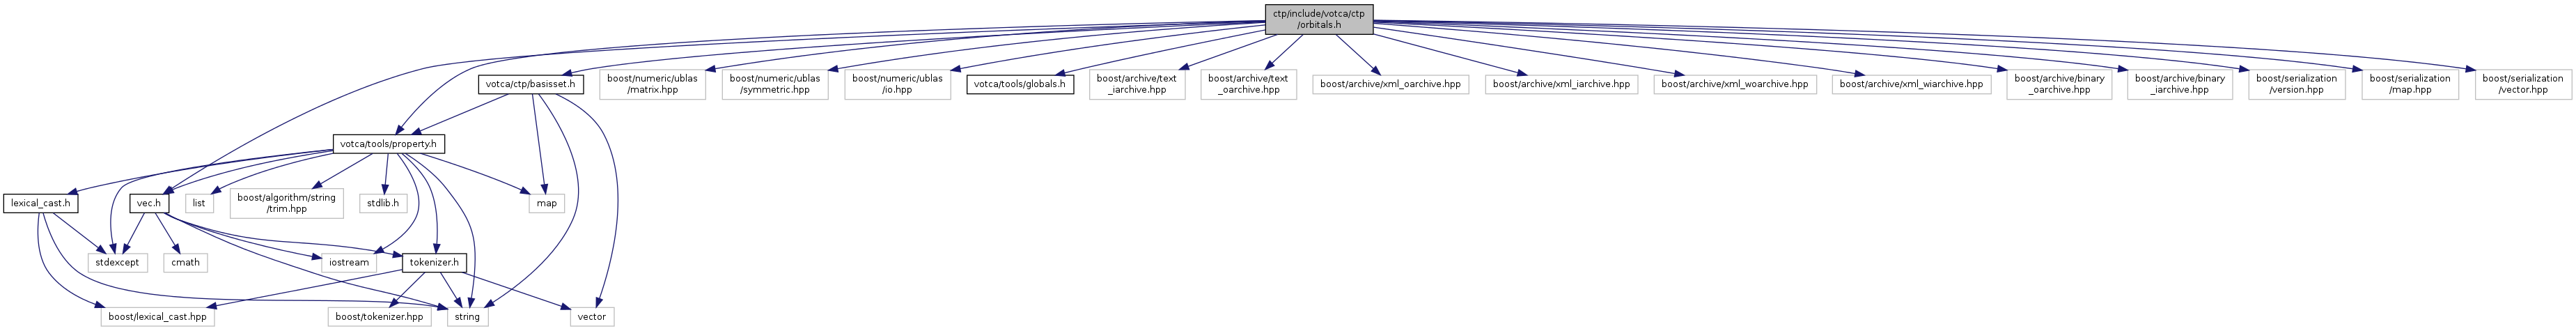 ctp/include/votca/ctp
/orbitals.h
votca/ctp/basisset.h
boost/numeric/ublas
/matrix.hpp
boost/numeric/ublas
/symmetric.hpp
boost/numeric/ublas
/io.hpp
votca/tools/globals.h
boost/archive/text
_iarchive.hpp
boost/archive/text
_oarchive.hpp
boost/archive/xml_oarchive.hpp
boost/archive/xml_iarchive.hpp
boost/archive/xml_woarchive.hpp
boost/archive/xml_wiarchive.hpp
boost/archive/binary
_oarchive.hpp
boost/archive/binary
_iarchive.hpp
boost/serialization
/version.hpp
boost/serialization
/map.hpp
boost/serialization
/vector.hpp
votca/tools/property.h
lexical_cast.h
vec.h
list
boost/algorithm/string
/trim.hpp
stdlib.h
map
stdexcept
cmath
iostream
tokenizer.h
boost/lexical_cast.hpp
boost/tokenizer.hpp
string
vector